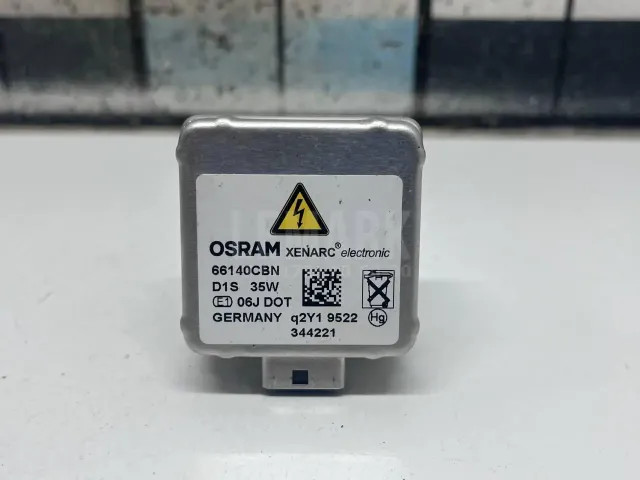 OSRAM XENARC® electronic
66140CBN
D1S 35W
E1 06J DOT
GERMANY q2Y1 9522 Hg
344221